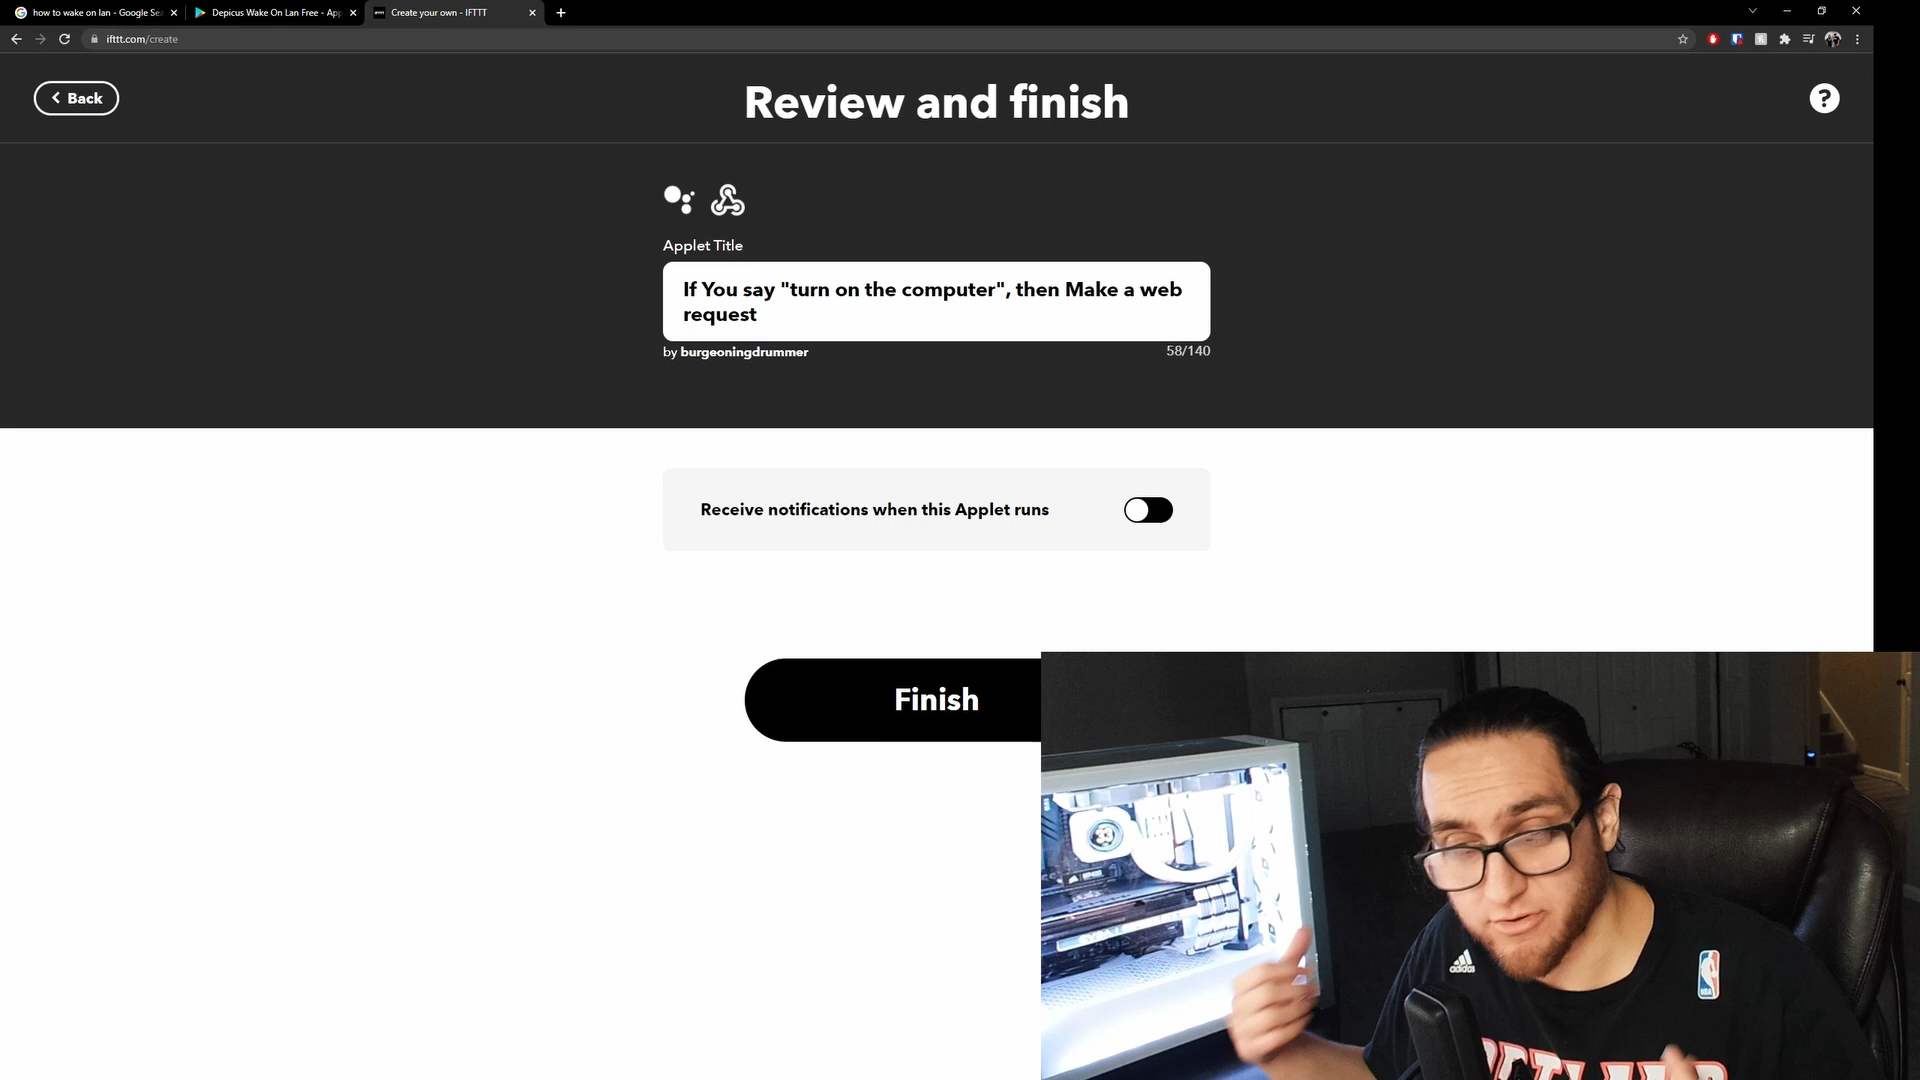 how to wake on lan - Google Sea
Depicus Wake On Lan Free - App
Create your own - IFTTT
ifttt.com/create
Back
Review and finish
?
Applet Title
If You say "turn on the computer", then Make a web
request
by burgeoningdrummer
58/140
Receive notifications when this Applet runs
Finish
adidas
NBA